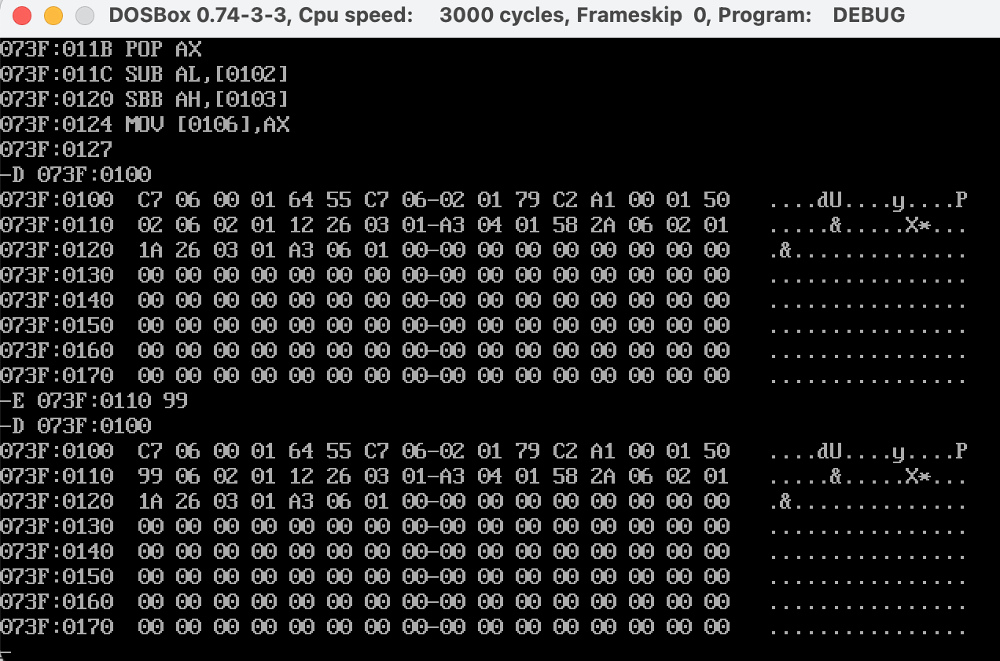 DOSBox 0.74-3-3, Cpu speed:    3000 cycles, Frameskip  0, Program:   DEBUG
073F:011B POP AX
073F:011C SUB AL,[0102]
073F:0120 SBB AH,[0103]
073F:0124 MOV [0106],AX
073F:0127
-D 073F:0100
073F:0100  C7 06 00 01 64 55 C7 06-02 01 79 C2 A1 00 01 50   ....dU....y....P
073F:0110  02 06 02 01 12 26 03 01-A3 04 01 58 2A 06 02 01   .....&.....X*...
073F:0120  1A 26 03 01 A3 06 01 00-00 00 00 00 00 00 00 00   .&..............
073F:0130  00 00 00 00 00 00 00 00-00 00 00 00 00 00 00 00   ................
073F:0140  00 00 00 00 00 00 00 00-00 00 00 00 00 00 00 00   ................
073F:0150  00 00 00 00 00 00 00 00-00 00 00 00 00 00 00 00   ................
073F:0160  00 00 00 00 00 00 00 00-00 00 00 00 00 00 00 00   ................
073F:0170  00 00 00 00 00 00 00 00-00 00 00 00 00 00 00 00   ................
-E 073F:0110 99
-D 073F:0100
073F:0100  C7 06 00 01 64 55 C7 06-02 01 79 C2 A1 00 01 50   ....dU....y....P
073F:0110  99 06 02 01 12 26 03 01-A3 04 01 58 2A 06 02 01   .....&.....X*...
073F:0120  1A 26 03 01 A3 06 01 00-00 00 00 00 00 00 00 00   .&..............
073F:0130  00 00 00 00 00 00 00 00-00 00 00 00 00 00 00 00   ................
073F:0140  00 00 00 00 00 00 00 00-00 00 00 00 00 00 00 00   ................
073F:0150  00 00 00 00 00 00 00 00-00 00 00 00 00 00 00 00   ................
073F:0160  00 00 00 00 00 00 00 00-00 00 00 00 00 00 00 00   ................
073F:0170  00 00 00 00 00 00 00 00-00 00 00 00 00 00 00 00   ................
-